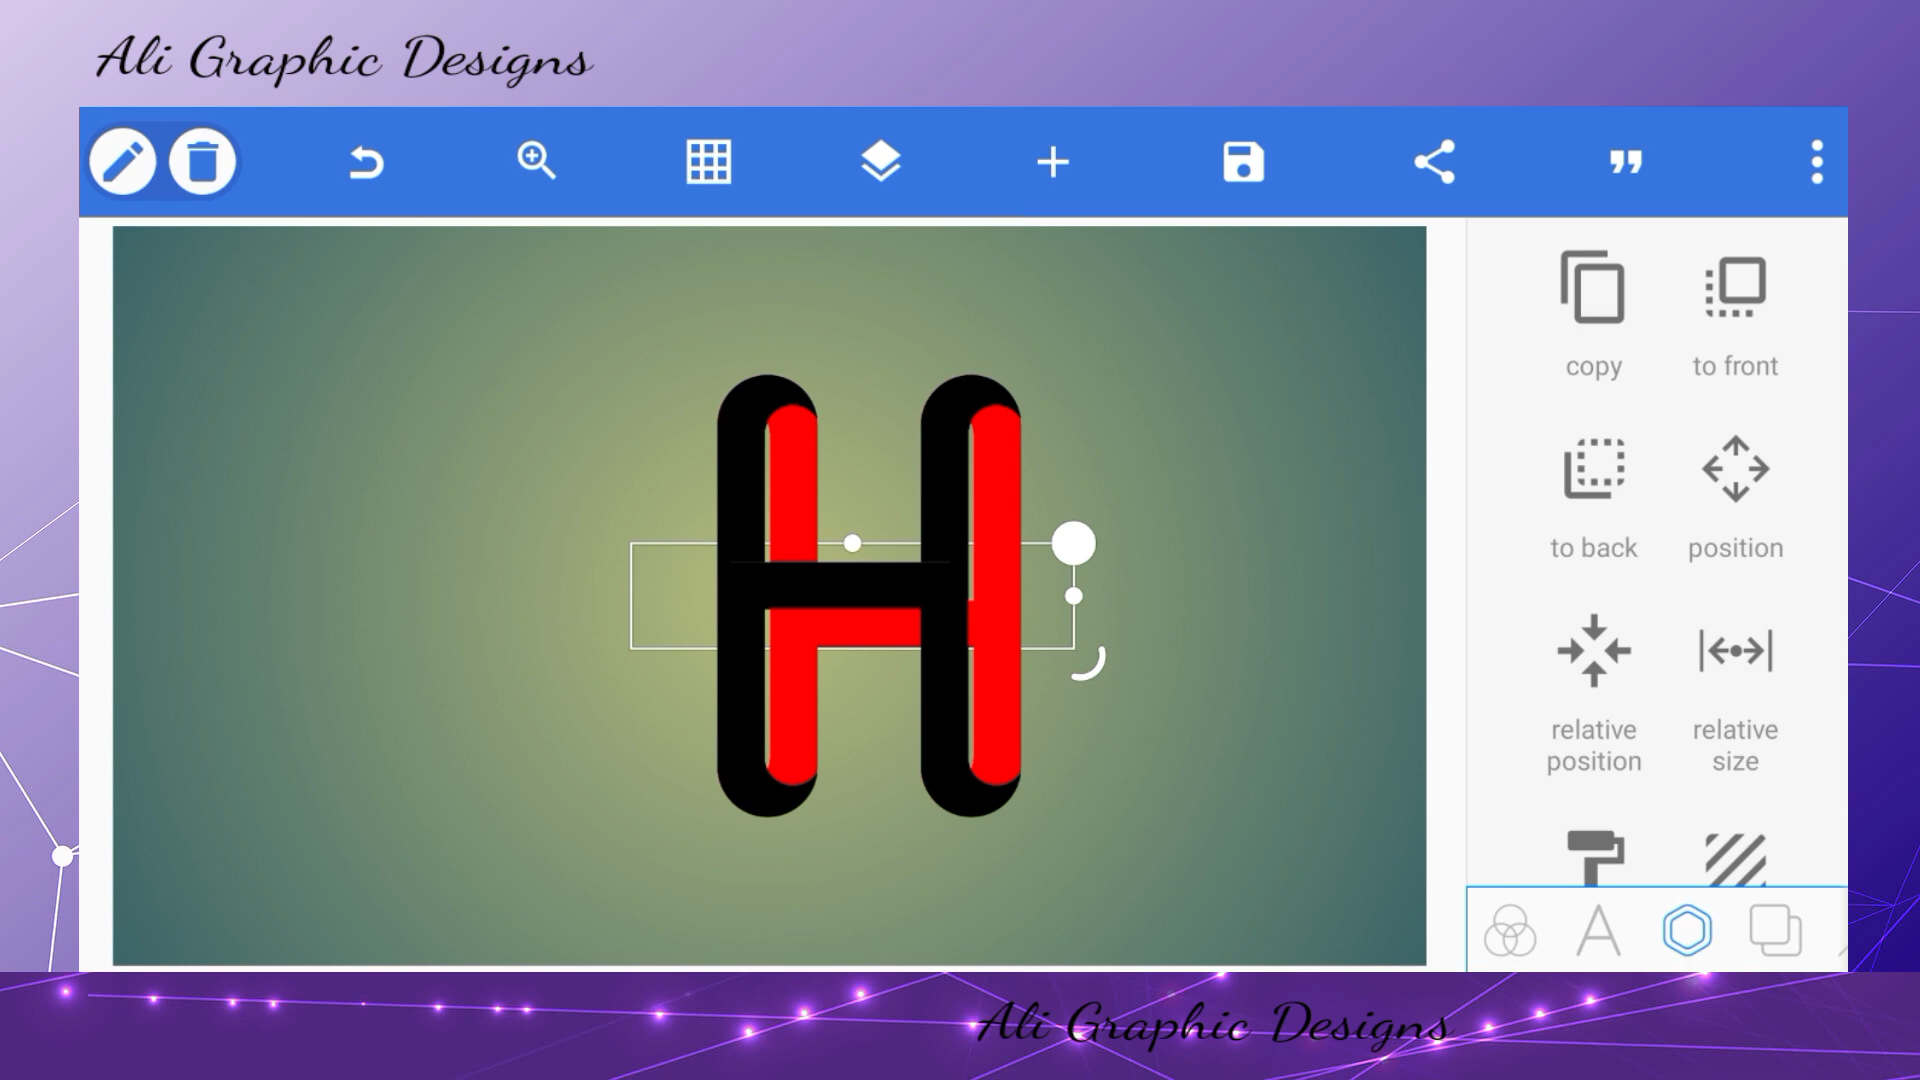 Ali Graphic Designs
copy
to front
to back
position
relative
position
relative
size
H
Ali Graphic Designs